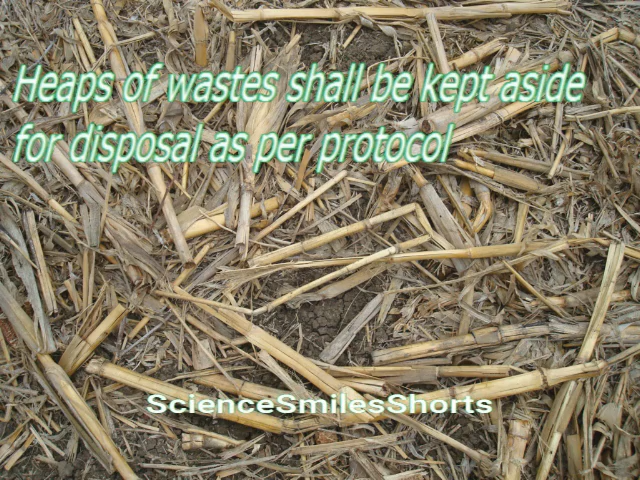 Heaps of wastes shall be kept aside
for disposal as per protocol
ScienceSmilesShorts